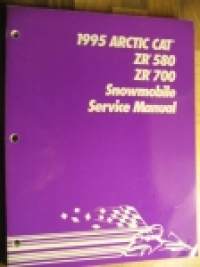 1995 ARCTIC CAT
ZR 580
ZR 700
Snowmobile
Service Manual